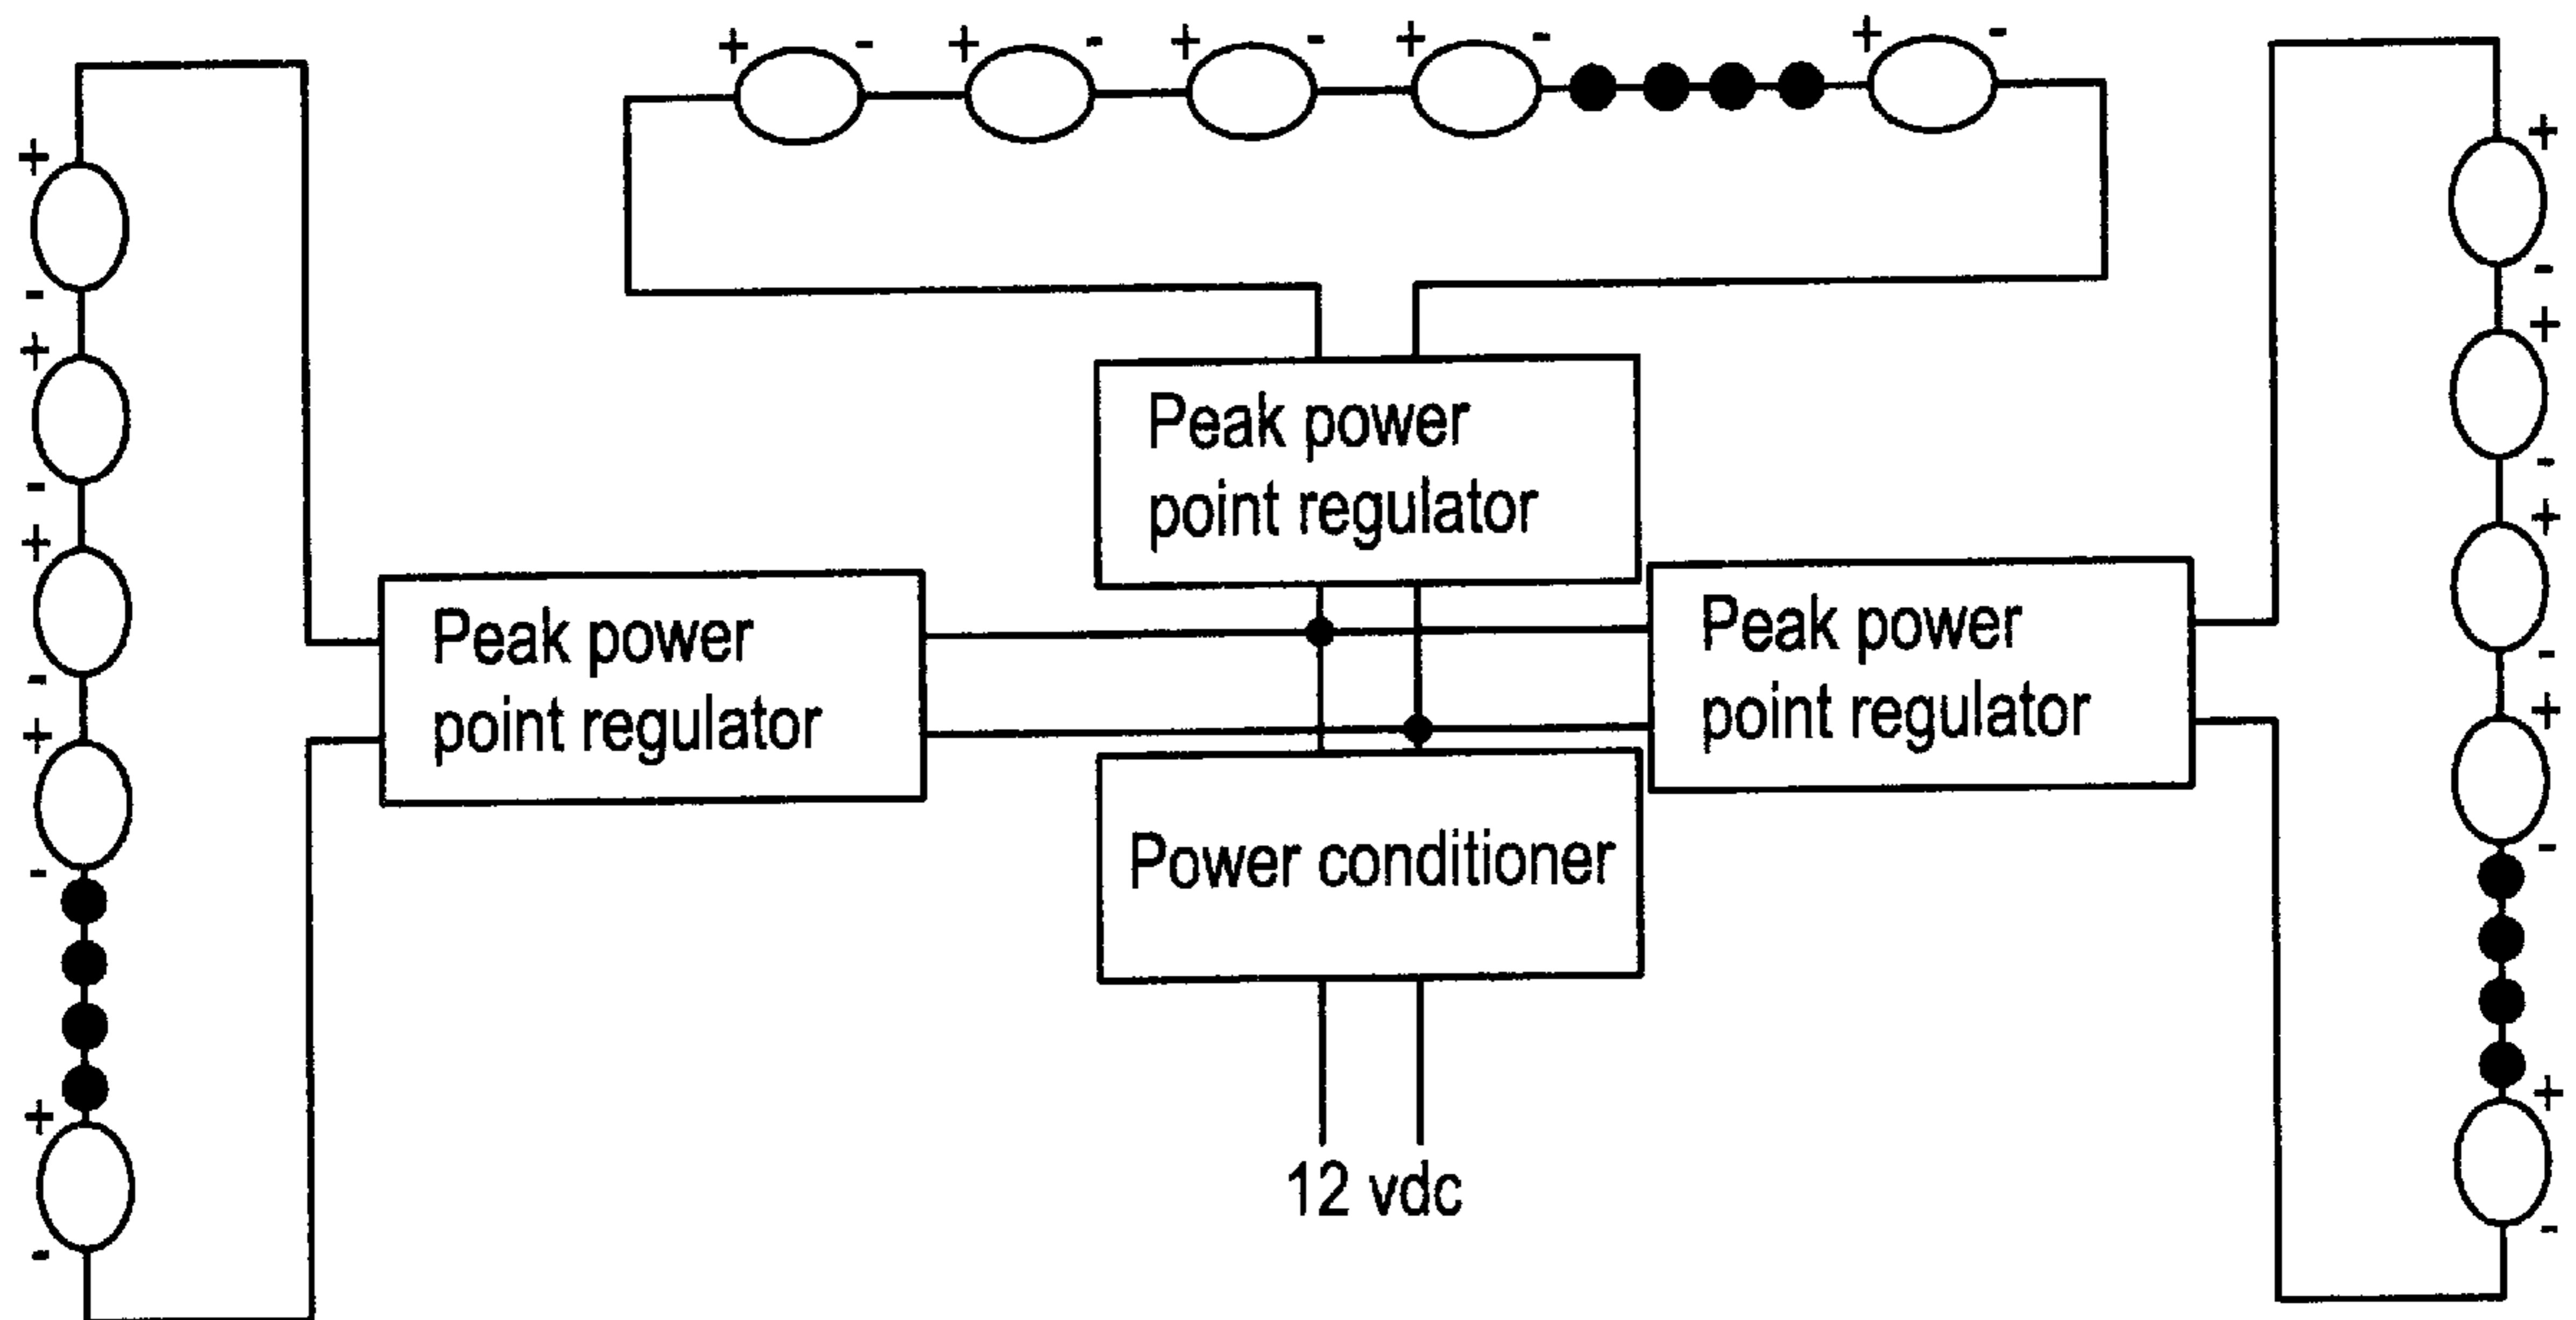 + - + - + - + - + -
+
-
+
-
+
-
+
-
+
-
+
-
+
-
+
-
+
-
+
-
Peak power
point regulator
Peak power
point regulator
Peak power
point regulator
Power conditioner
12 vdc